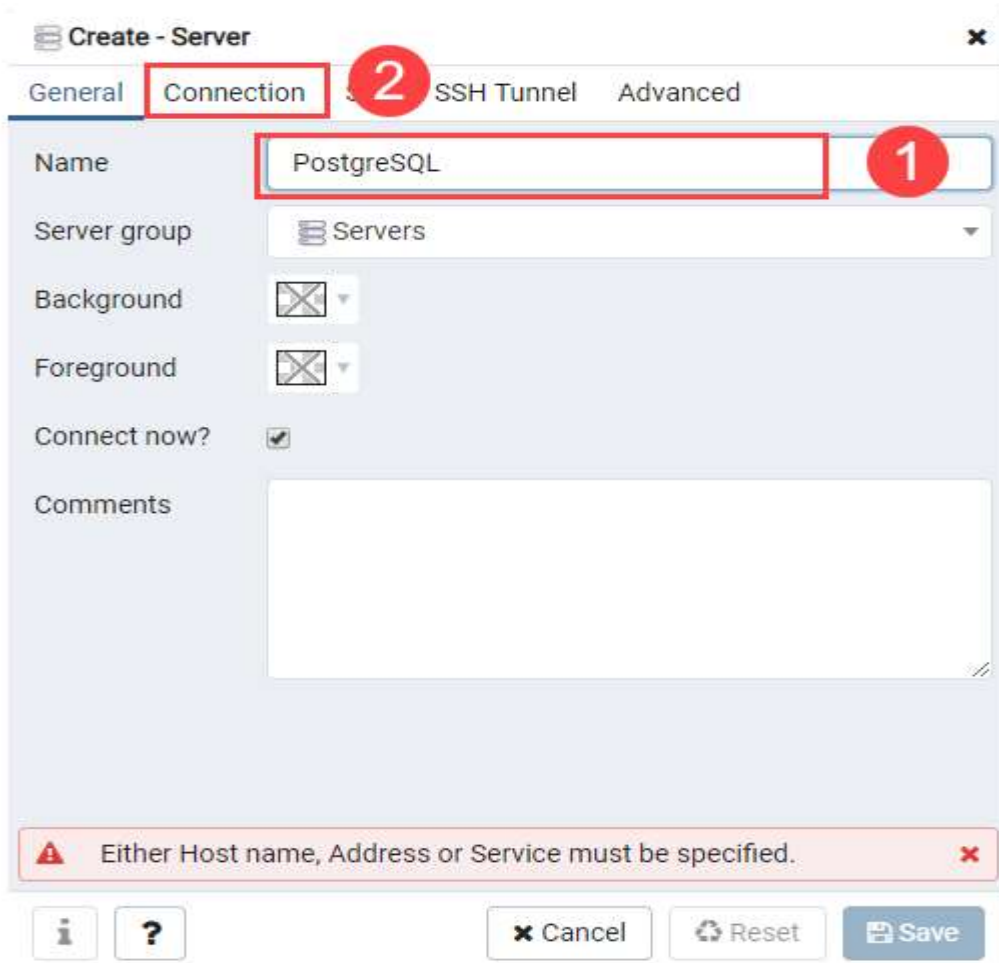 Create - Server
General Connection 2 SSH Tunnel Advanced
Name PostgreSQL 1
Server group Servers
Background
Foreground
Connect now?
Comments
Either Host name, Address or Service must be specified.
i ? Cancel Reset Save